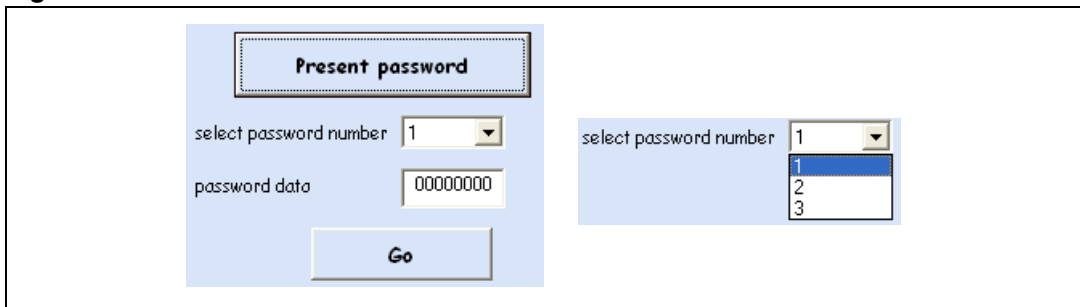 Present password
select password number 1
password data 00000000
Go
select password number 1
1
2
3